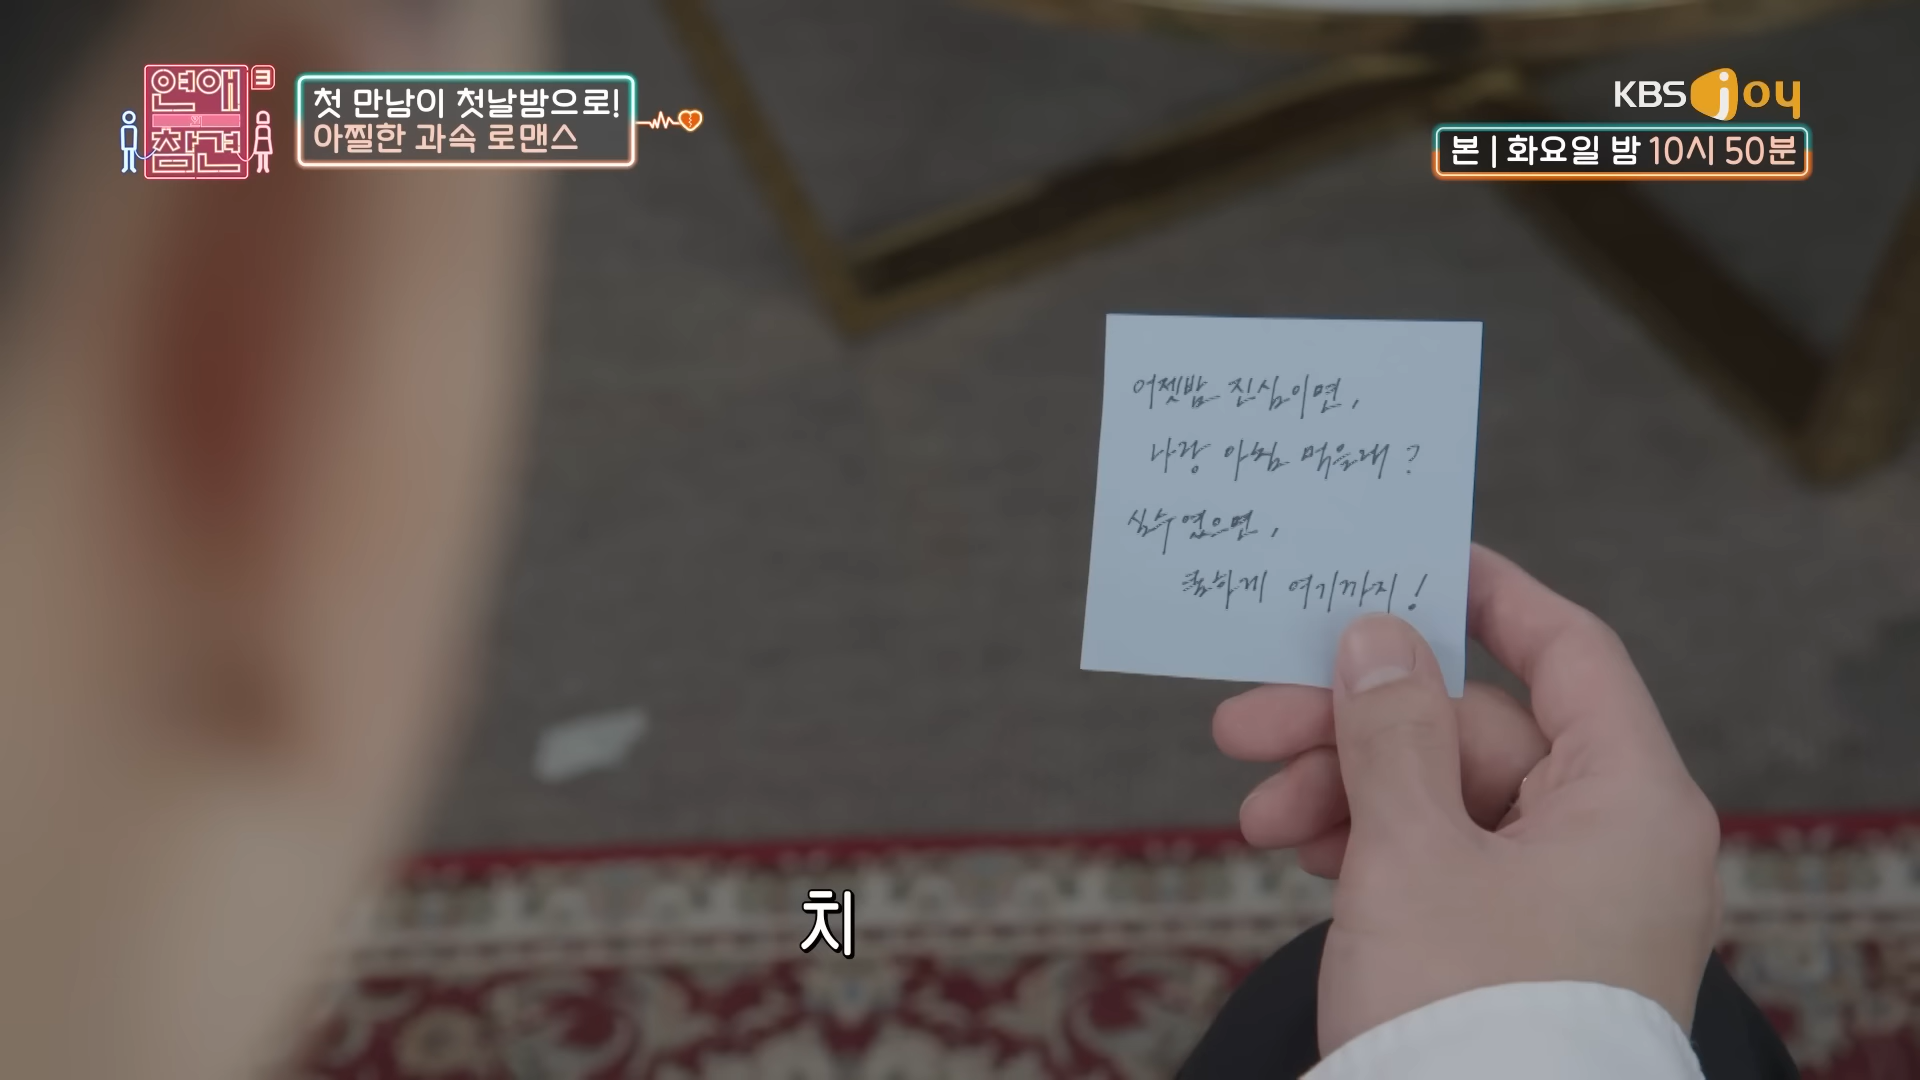 연애의 참견 3
첫 만남이 첫날밤으로!
아찔한 과속 로맨스
KBS joy
본 | 화요일 밤 10시 50분
어젯밤 진심이면,
나랑 아침 먹을래?
실수였으면,
쿨하게 여기까지!
치